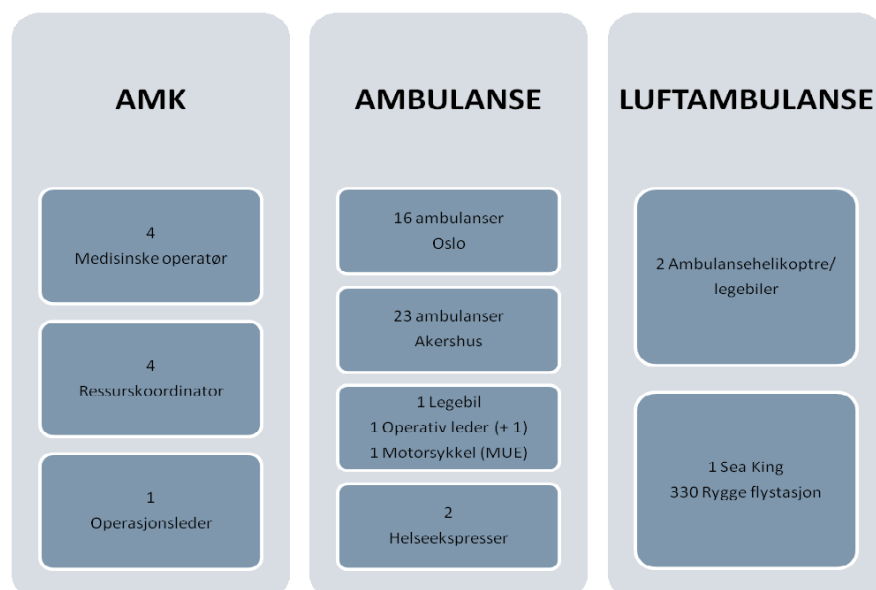 AMK
4
Medisinske operatør
4
Ressurskoordinator
1
Operasjonsleder
AMBULANSE
16 ambulanser
Oslo
23 ambulanser
Akershus
1 Legebil
1 Operativ leder (+ 1)
1 Motorsykkel (MUE)
2
Helseekspresser
LUFTAMBULANSE
2 Ambulansehelikoptre/
legebiler
1 Sea King
330 Rygge flystasjon